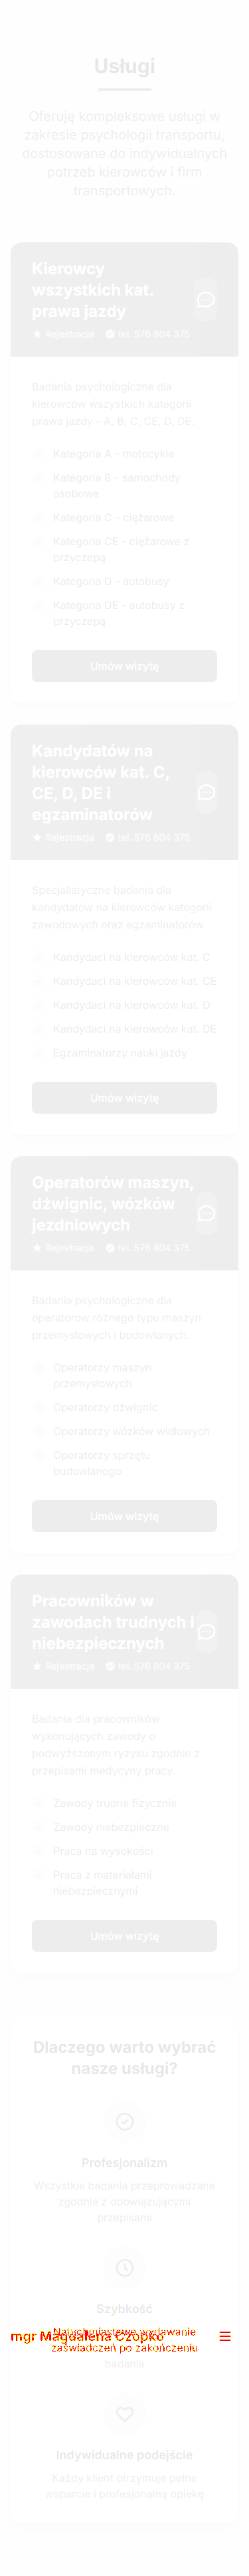 Usługi
Oferuję kompleksowe usługi w
zakresie psychologii transportu,
dostosowane do indywidualnych
potrzeb kierowców i firm
transportowych.
Kierowcy
wszystkich kat.
prawa jazdy
Rejestracja tel. 576 604 375
Badania psychologiczne dla
kierowców wszystkich kategorii
prawa jazdy - A, B, C, CE, D, DE.
Kategoria A - motocykle
Kategoria B - samochody
osobowe
Kategoria C - ciężarowe
Kategoria CE - ciężarowe z
przyczepą
Kategoria D - autobusy
Kategoria DE - autobusy z
przyczepą
Umów wizytę
Kandydatów na
kierowców kat. C,
CE, D, DE i
egzaminatorów
Rejestracja tel. 576 604 375
Specjalistyczne badania dla
kandydatów na kierowców kategorii
zawodowych oraz egzaminatorów.
Kandydaci na kierowców kat. C
Kandydaci na kierowców kat. CE
Kandydaci na kierowców kat. D
Kandydaci na kierowców kat. DE
Egzaminatorzy nauki jazdy
Umów wizytę
Operatorów maszyn,
dźwignic, wózków
jezdniowych
Rejestracja tel. 576 604 375
Badania psychologiczne dla
operatorów różnego typu maszyn
przemysłowych i budowlanych.
Operatorzy maszyn
przemysłowych
Operatorzy dźwignic
Operatorzy wózków widłowych
Operatorzy sprzętu
budowlanego
Umów wizytę
Pracowników w
zawodach trudnych i
niebezpiecznych
Rejestracja tel. 576 604 375
Badania dla pracowników
wykonujących zawody o
podwyższonym ryzyku zgodnie z
przepisami medycyny pracy.
Zawody trudne fizycznie
Zawody niebezpieczne
Praca na wysokości
Praca z materiałami
niebezpiecznymi
Umów wizytę
Dlaczego warto wybrać
nasze usługi?
Profesjonalizm
Wszystkie badania przeprowadzane
zgodnie z obowiązującymi
przepisami
Szybkość
Natychmiastowe wydawanie
mgr Magdalena Czopko
zaświadczeń po zakończeniu
badania
Indywidualne podejście
Każdy klient otrzymuje pełne
wsparcie i profesjonalną opiekę